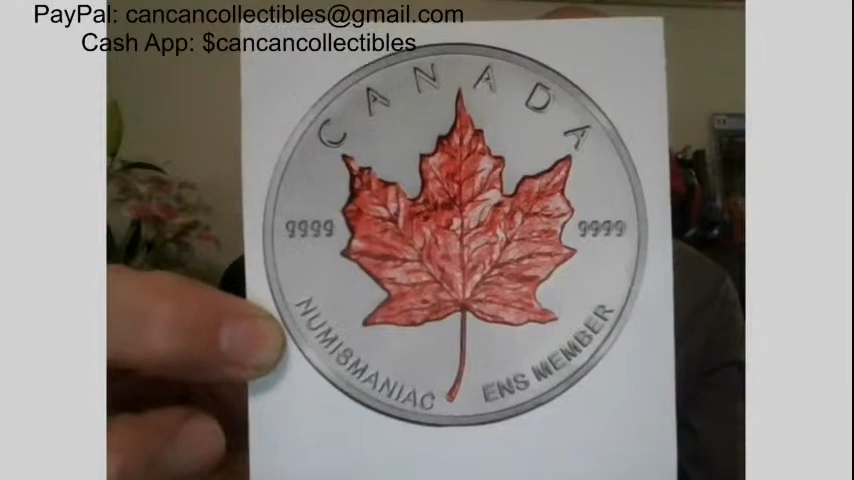 PayPal: cancancollectibles@gmail.com
Cash App: $cancancollectibles
CANADA
9999 9999
NUMISMANIAC ENS MEMBER